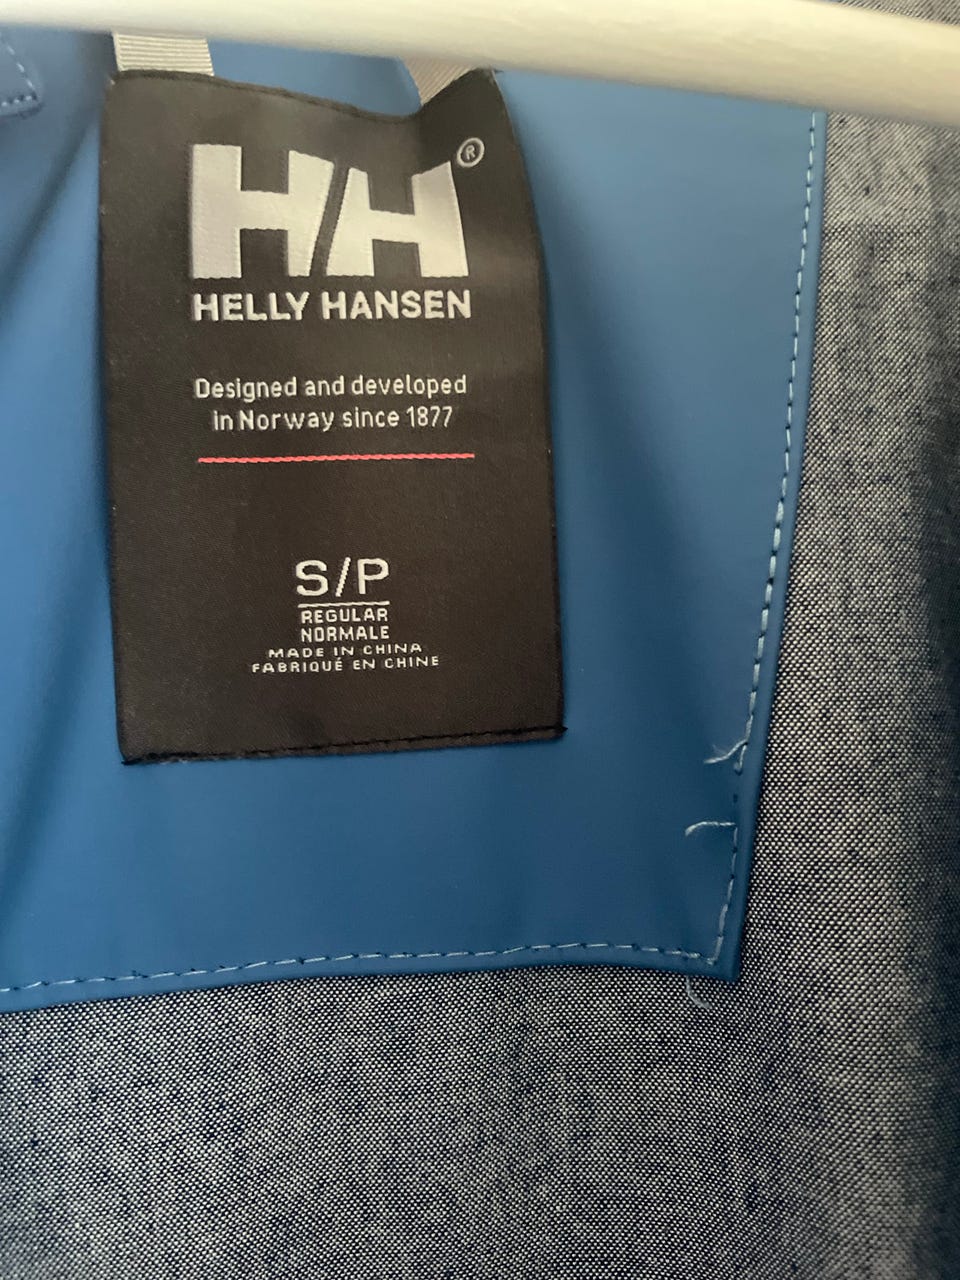 HH®
HELLY HANSEN
Designed and developed
in Norway since 1877
S/P
REGULAR
NORMALE
MADE IN CHINA
FABRIQUÉ EN CHINE